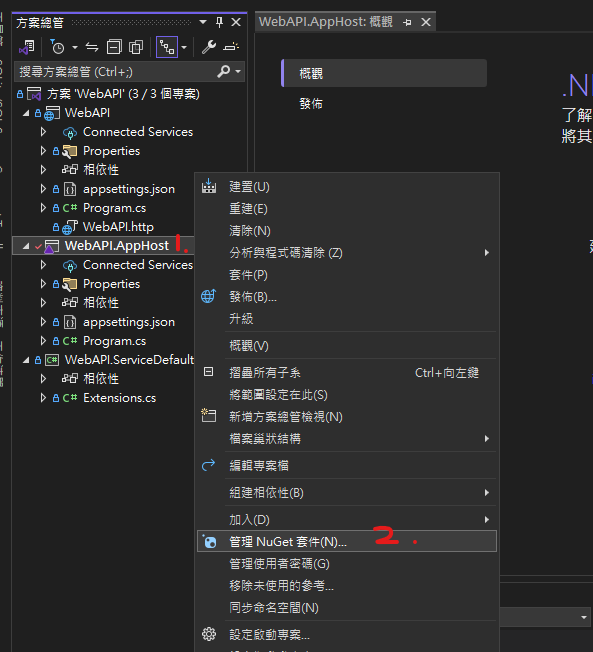 方案總管
WebAPI.AppHost: 概觀
搜尋方案總管 (Ctrl+;)
概觀
發佈
.N
了解
將其
方案 'WebAPI' (3 / 3 個專案)
WebAPI
Connected Services
Properties
相依性
appsettings.json
C# Program.cs
WebAPI.http
WebAPI.AppHost 1.
Connected Services
Properties
相依性
appsettings.json
C# Program.cs
C# WebAPI.ServiceDefault
相依性
C# Extensions.cs
建置(U)
重建(E)
清除(N)
分析與程式碼清除 (Z)
套件(P)
發佈(B)...
升級
概觀(V)
摺疊所有子系 Ctrl+向左鍵
將範圍設定在此(S)
新增方案總管檢視(N)
檔案巢狀結構
編輯專案檔
組建相依性(B)
加入(D)
管理 NuGet 套件(N)... 2.
管理使用者密碼(G)
移除未使用的參考...
同步命名空間(N)
設定啟動專案...